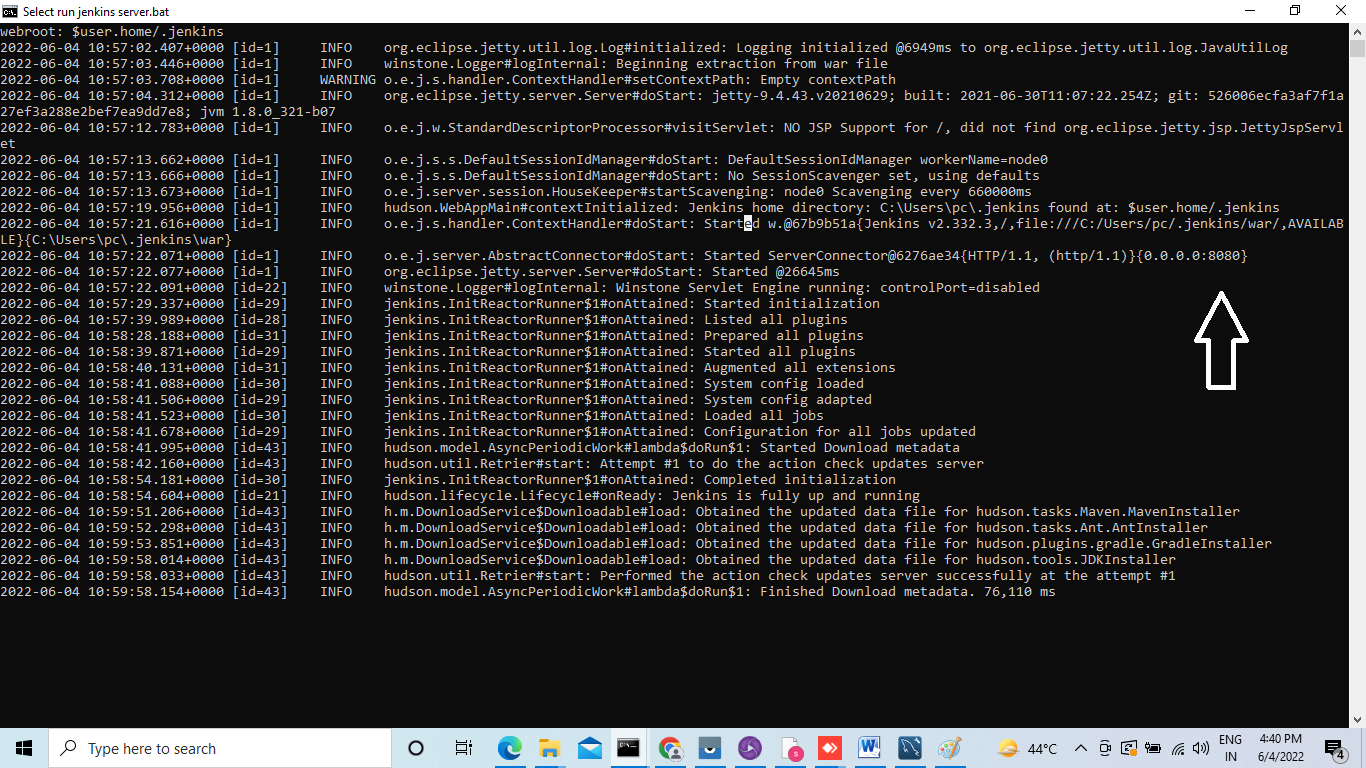 Select run jenkins server.bat
webroot: $user.home/.jenkins
2022-06-04 10:57:02.407+0000 [id=1]     INFO    org.eclipse.jetty.util.log.Log#initialized: Logging initialized @6949ms to org.eclipse.jetty.util.log.JavaUtilLog
2022-06-04 10:57:03.446+0000 [id=1]     INFO    winstone.Logger#logInternal: Beginning extraction from war file
2022-06-04 10:57:03.708+0000 [id=1]     WARNING o.e.j.s.handler.ContextHandler#setContextPath: Empty contextPath
2022-06-04 10:57:04.312+0000 [id=1]     INFO    org.eclipse.jetty.server.Server#doStart: jetty-9.4.43.v20210629; built: 2021-06-30T11:07:22.254Z; git: 526006ecfa3af7f1a
27ef3a288e2bef7ea9dd7e8; jvm 1.8.0_321-b07
2022-06-04 10:57:12.783+0000 [id=1]     INFO    o.e.j.w.StandardDescriptorProcessor#visitServlet: NO JSP Support for /, did not find org.eclipse.jetty.jsp.JettyJspServl
et
2022-06-04 10:57:13.662+0000 [id=1]     INFO    o.e.j.s.s.DefaultSessionIdManager#doStart: DefaultSessionIdManager workerName=node0
2022-06-04 10:57:13.666+0000 [id=1]     INFO    o.e.j.s.s.DefaultSessionIdManager#doStart: No SessionScavenger set, using defaults
2022-06-04 10:57:13.673+0000 [id=1]     INFO    o.e.j.server.session.HouseKeeper#startScavenging: node0 Scavenging every 660000ms
2022-06-04 10:57:19.956+0000 [id=1]     INFO    hudson.WebAppMain#contextInitialized: Jenkins home directory: C:\Users\pc\.jenkins found at: $user.home/.jenkins
2022-06-04 10:57:21.616+0000 [id=1]     INFO    o.e.j.s.handler.ContextHandler#doStart: Started w.@67b9b51a{Jenkins v2.332.3,/,file:///C:/Users/pc/.jenkins/war/,AVAILAB
LE}{C:\Users\pc\.jenkins\war}
2022-06-04 10:57:22.071+0000 [id=1]     INFO    o.e.j.server.AbstractConnector#doStart: Started ServerConnector@6276ae34{HTTP/1.1, (http/1.1)}{0.0.0.0:8080}
2022-06-04 10:57:22.077+0000 [id=1]     INFO    org.eclipse.jetty.server.Server#doStart: Started @26645ms
2022-06-04 10:57:22.091+0000 [id=22]    INFO    winstone.Logger#logInternal: Winstone Servlet Engine running: controlPort=disabled
2022-06-04 10:57:29.337+0000 [id=29]    INFO    jenkins.InitReactorRunner$1#onAttained: Started initialization
2022-06-04 10:57:39.989+0000 [id=28]    INFO    jenkins.InitReactorRunner$1#onAttained: Listed all plugins
2022-06-04 10:58:28.188+0000 [id=31]    INFO    jenkins.InitReactorRunner$1#onAttained: Prepared all plugins
2022-06-04 10:58:39.871+0000 [id=29]    INFO    jenkins.InitReactorRunner$1#onAttained: Started all plugins
2022-06-04 10:58:40.131+0000 [id=31]    INFO    jenkins.InitReactorRunner$1#onAttained: Augmented all extensions
2022-06-04 10:58:41.088+0000 [id=30]    INFO    jenkins.InitReactorRunner$1#onAttained: System config loaded
2022-06-04 10:58:41.506+0000 [id=29]    INFO    jenkins.InitReactorRunner$1#onAttained: System config adapted
2022-06-04 10:58:41.523+0000 [id=30]    INFO    jenkins.InitReactorRunner$1#onAttained: Loaded all jobs
2022-06-04 10:58:41.678+0000 [id=29]    INFO    jenkins.InitReactorRunner$1#onAttained: Configuration for all jobs updated
2022-06-04 10:58:41.995+0000 [id=43]    INFO    hudson.model.AsyncPeriodicWork#lambda$doRun$1: Started Download metadata
2022-06-04 10:58:42.160+0000 [id=43]    INFO    hudson.util.Retrier#start: Attempt #1 to do the action check updates server
2022-06-04 10:58:54.181+0000 [id=30]    INFO    jenkins.InitReactorRunner$1#onAttained: Completed initialization
2022-06-04 10:58:54.604+0000 [id=21]    INFO    hudson.lifecycle.Lifecycle#onReady: Jenkins is fully up and running
2022-06-04 10:59:51.206+0000 [id=43]    INFO    h.m.DownloadService$Downloadable#load: Obtained the updated data file for hudson.tasks.Maven.MavenInstaller
2022-06-04 10:59:52.298+0000 [id=43]    INFO    h.m.DownloadService$Downloadable#load: Obtained the updated data file for hudson.tasks.Ant.AntInstaller
2022-06-04 10:59:53.851+0000 [id=43]    INFO    h.m.DownloadService$Downloadable#load: Obtained the updated data file for hudson.plugins.gradle.GradleInstaller
2022-06-04 10:59:58.014+0000 [id=43]    INFO    h.m.DownloadService$Downloadable#load: Obtained the updated data file for hudson.tools.JDKInstaller
2022-06-04 10:59:58.033+0000 [id=43]    INFO    hudson.util.Retrier#start: Performed the action check updates server successfully at the attempt #1
2022-06-04 10:59:58.154+0000 [id=43]    INFO    hudson.model.AsyncPeriodicWork#lambda$doRun$1: Finished Download metadata. 76,110 ms
Type here to search
44°C
ENG
IN
4:40 PM
6/4/2022
4